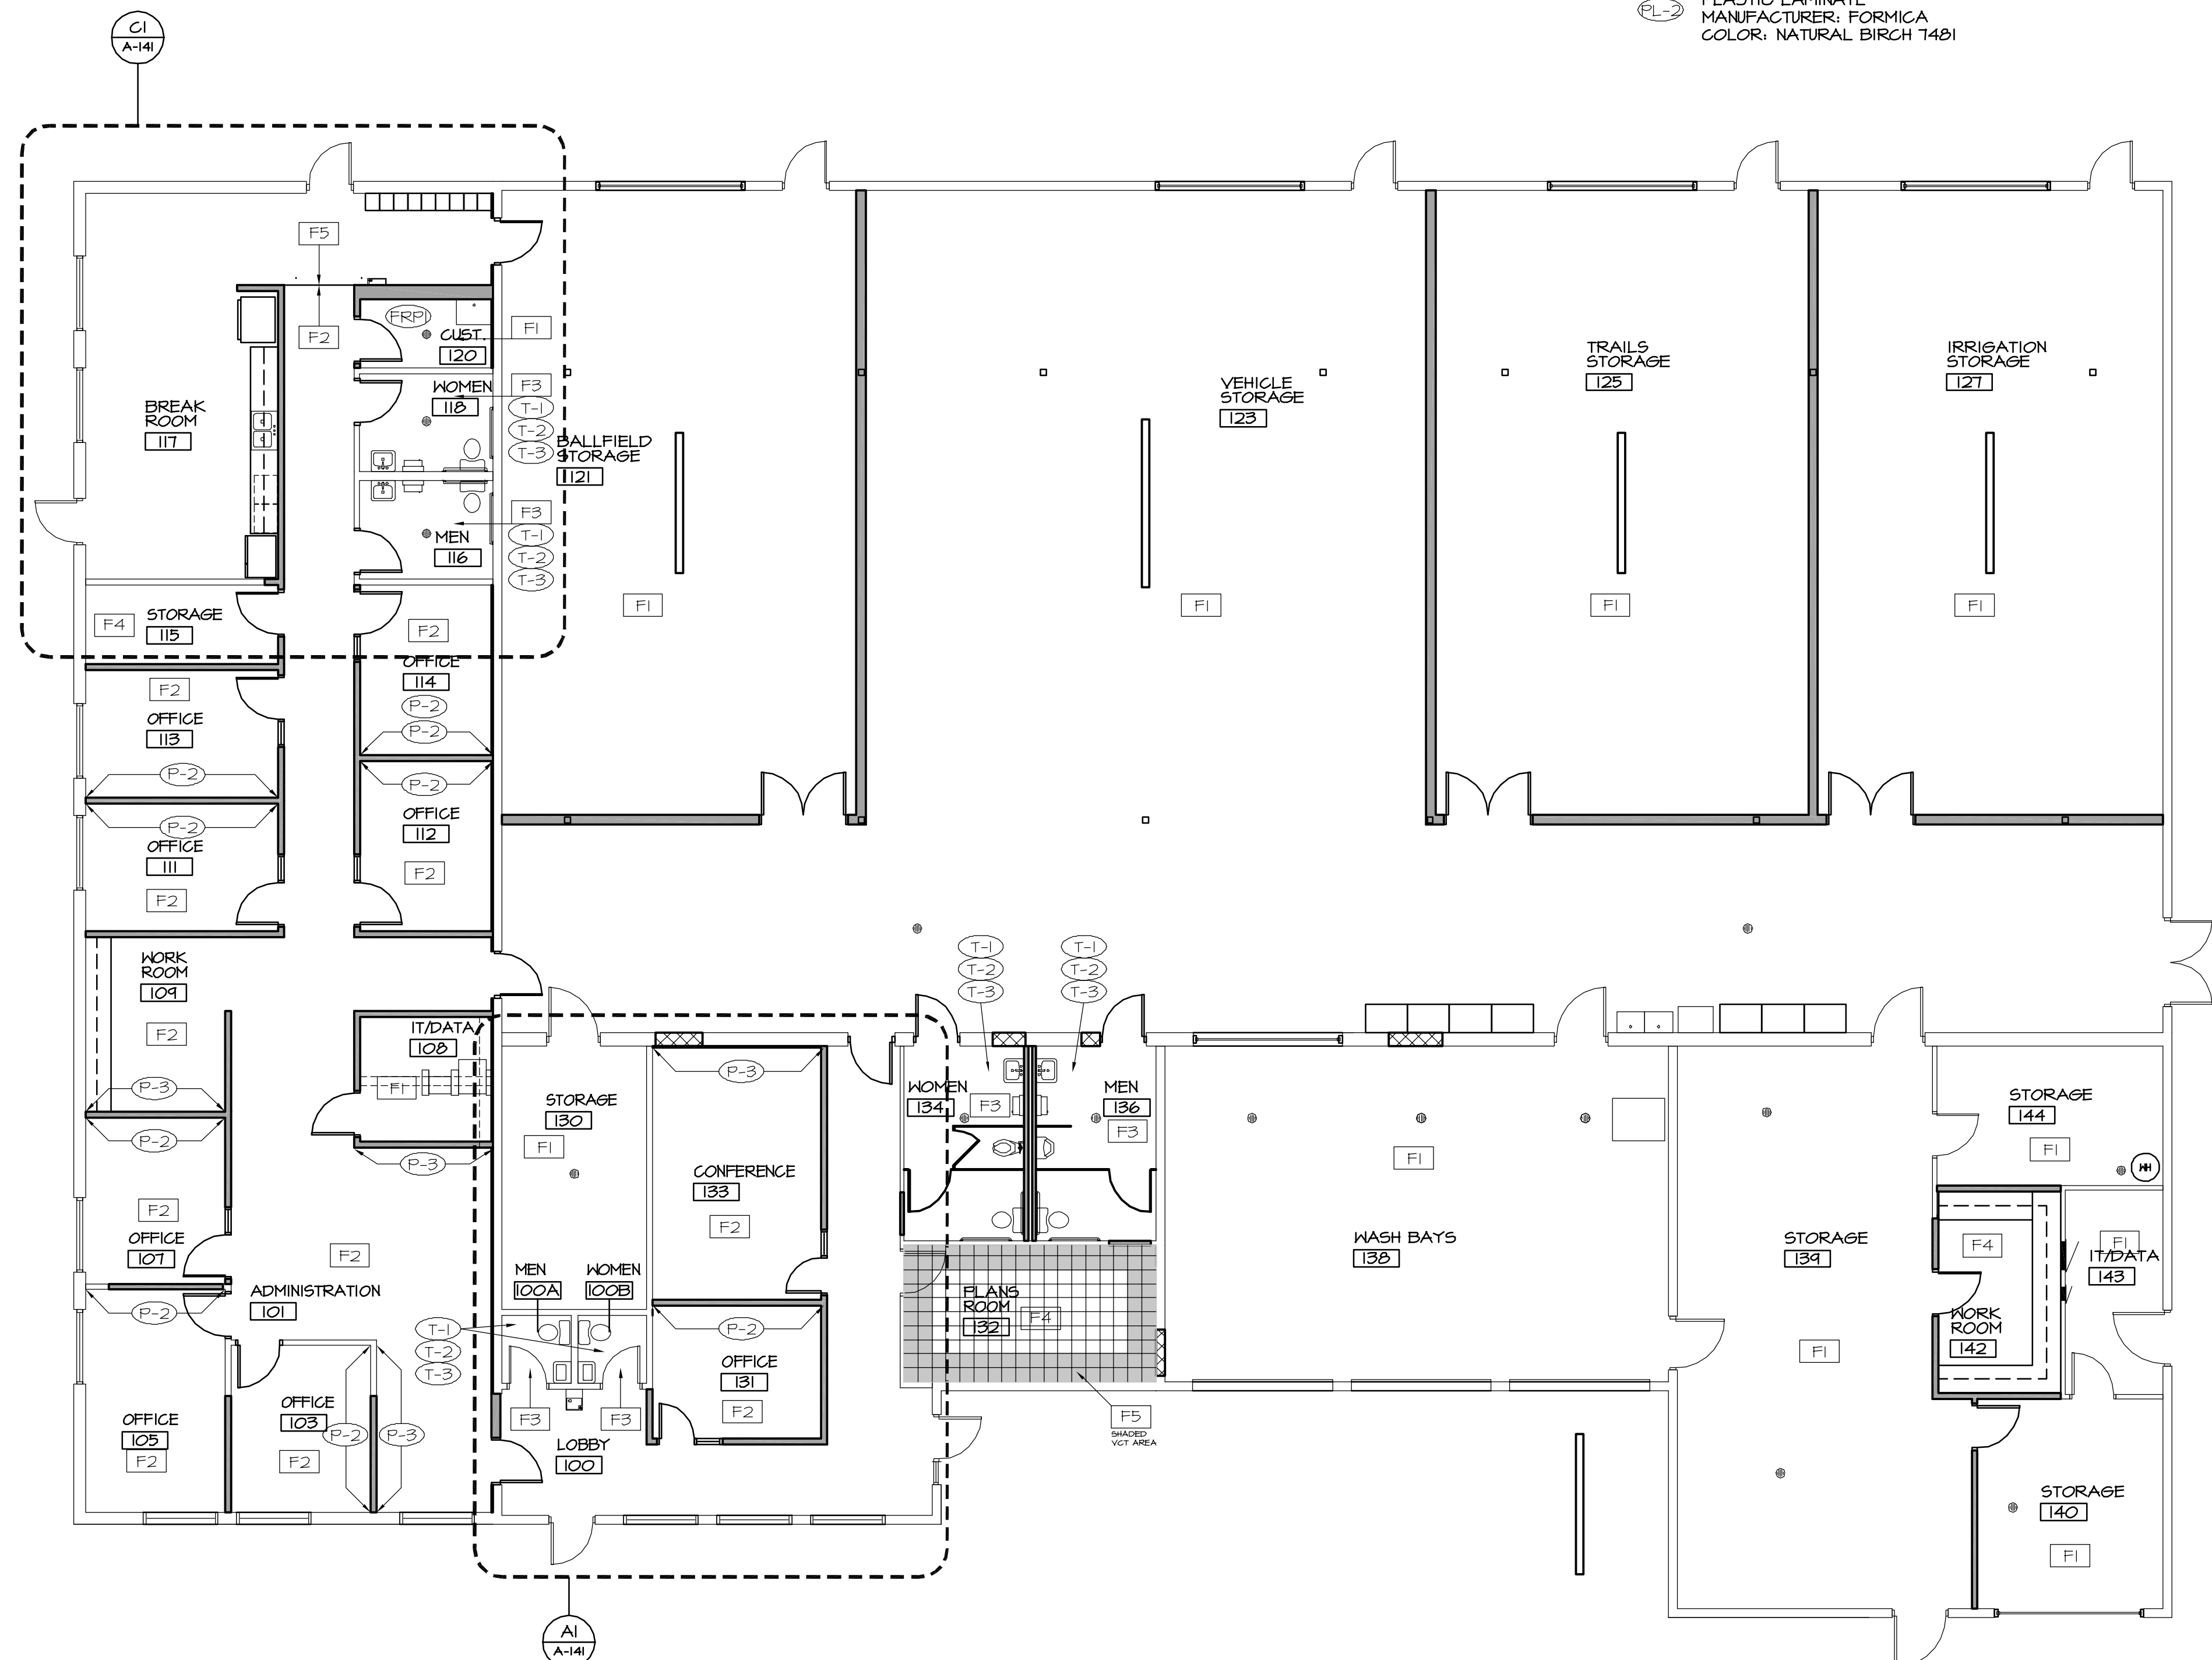 C1
A-141
PL-2
PLASTIC LAMINATE
MANUFACTURER: FORMICA
COLOR: NATURAL BIRCH 7481
F5
F2
FRP1
CUST.
120
F1
WOMEN
118
F3
T-1
T-2
T-3
BREAK
ROOM
117
BALLFIELD
STORAGE
121
F1
MEN
116
F3
T-1
T-2
T-3
VEHICLE
STORAGE
123
F1
TRAILS
STORAGE
125
F1
IRRIGATION
STORAGE
127
F1
F4
STORAGE
115
F2
OFFICE
114
P-2
P-2
F2
OFFICE
113
P-2
P-2
OFFICE
111
F2
P-2
OFFICE
112
F2
WORK
ROOM
109
F2
P-3
IT/DATA
108
F1
P-3
P-2
F2
OFFICE
107
F2
ADMINISTRATION
101
P-2
OFFICE
105
F2
OFFICE
103
F2
P-2
P-3
T-1
T-2
T-3
STORAGE
130
F1
P-3
CONFERENCE
133
F2
MEN
100A
WOMEN
100B
F3
F3
P-2
OFFICE
131
F2
LOBBY
100
A1
A-141
T-1
T-2
T-3
T-1
T-2
T-3
WOMEN
134
F3
MEN
136
F3
PLANS
ROOM
132
F4
F5
SHADED
VCT AREA
F1
WASH BAYS
138
STORAGE
139
F1
STORAGE
144
F1
WH
F4
WORK
ROOM
142
F1
IT/DATA
143
STORAGE
140
F1